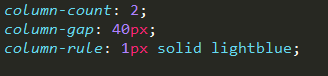 column-count: 2;
column-gap: 40px;
column-rule: 1px solid lightblue;